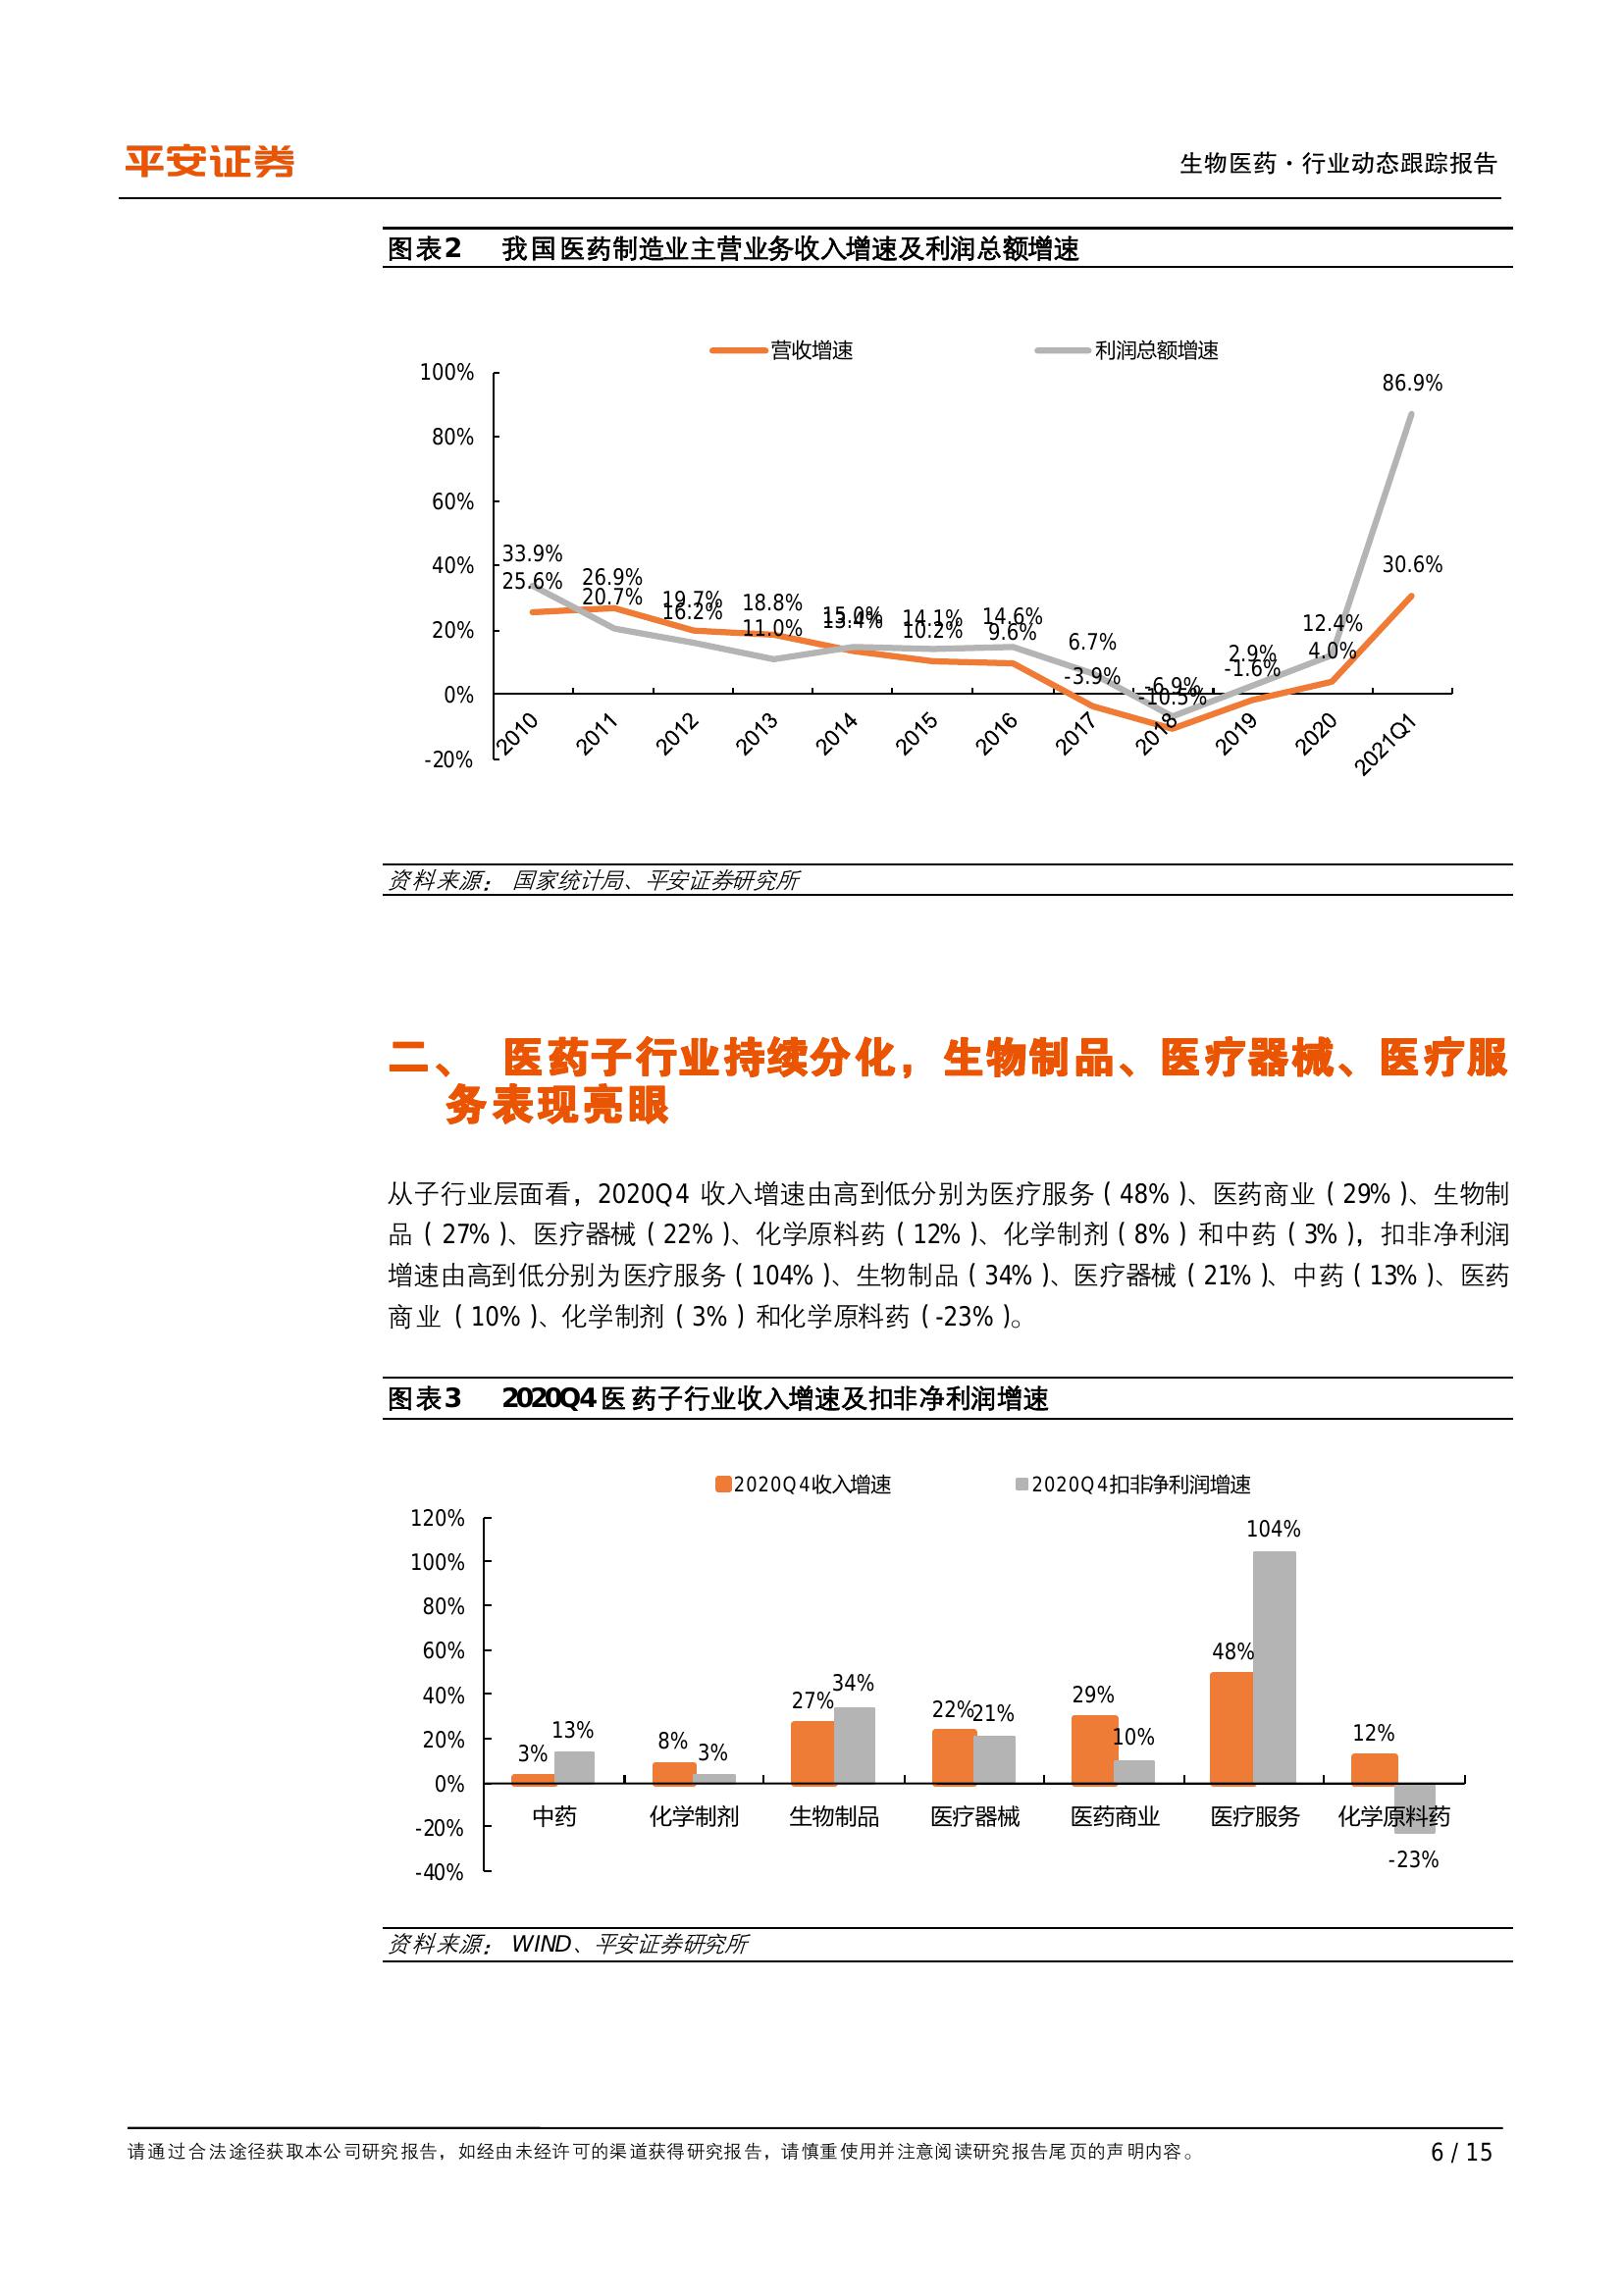 平安证券
生物医药·行业动态跟踪报告
图表2 我国医药制造业主营业务收入增速及利润总额增速
营收增速 利润总额增速
100%
80%
60%
40%
20%
0%
-20%
33.9%
25.6%
26.9%
20.7%
19.7%
16.2%
18.8%
11.0%
15.0%
13.4%
14.1%
10.2%
14.6%
9.6%
6.7%
-3.9%
-6.9%
-10.5%
2.9%
-1.6%
12.4%
4.0%
86.9%
30.6%
2010 2011 2012 2013 2014 2015 2016 2017 2018 2019 2020 2021Q1
资料来源： 国家统计局、平安证券研究所
二、 医药子行业持续分化，生物制品、医疗器械、医疗服
务表现亮眼
从子行业层面看，2020Q4 收入增速由高到低分别为医疗服务（48%）、医药商业（29%）、生物制
品（27%）、医疗器械（22%）、化学原料药（12%）、化学制剂（8%）和中药（3%），扣非净利润
增速由高到低分别为医疗服务（104%）、生物制品（34%）、医疗器械（21%）、中药（13%）、医药
商业（10%）、化学制剂（3%）和化学原料药（-23%）。
图表3 2020Q4医药子行业收入增速及扣非净利润增速
2020Q4收入增速 2020Q4扣非净利润增速
120%
100%
80%
60%
40%
20%
0%
-20%
-40%
3% 13%
8% 3%
27% 34%
22% 21%
29% 10%
48% 104%
12% -23%
中药 化学制剂 生物制品 医疗器械 医药商业 医疗服务 化学原料药
资料来源： WIND、平安证券研究所
请通过合法途径获取本公司研究报告，如经由未经许可的渠道获得研究报告，请慎重使用并注意阅读研究报告尾页的声明内容。
6 / 15